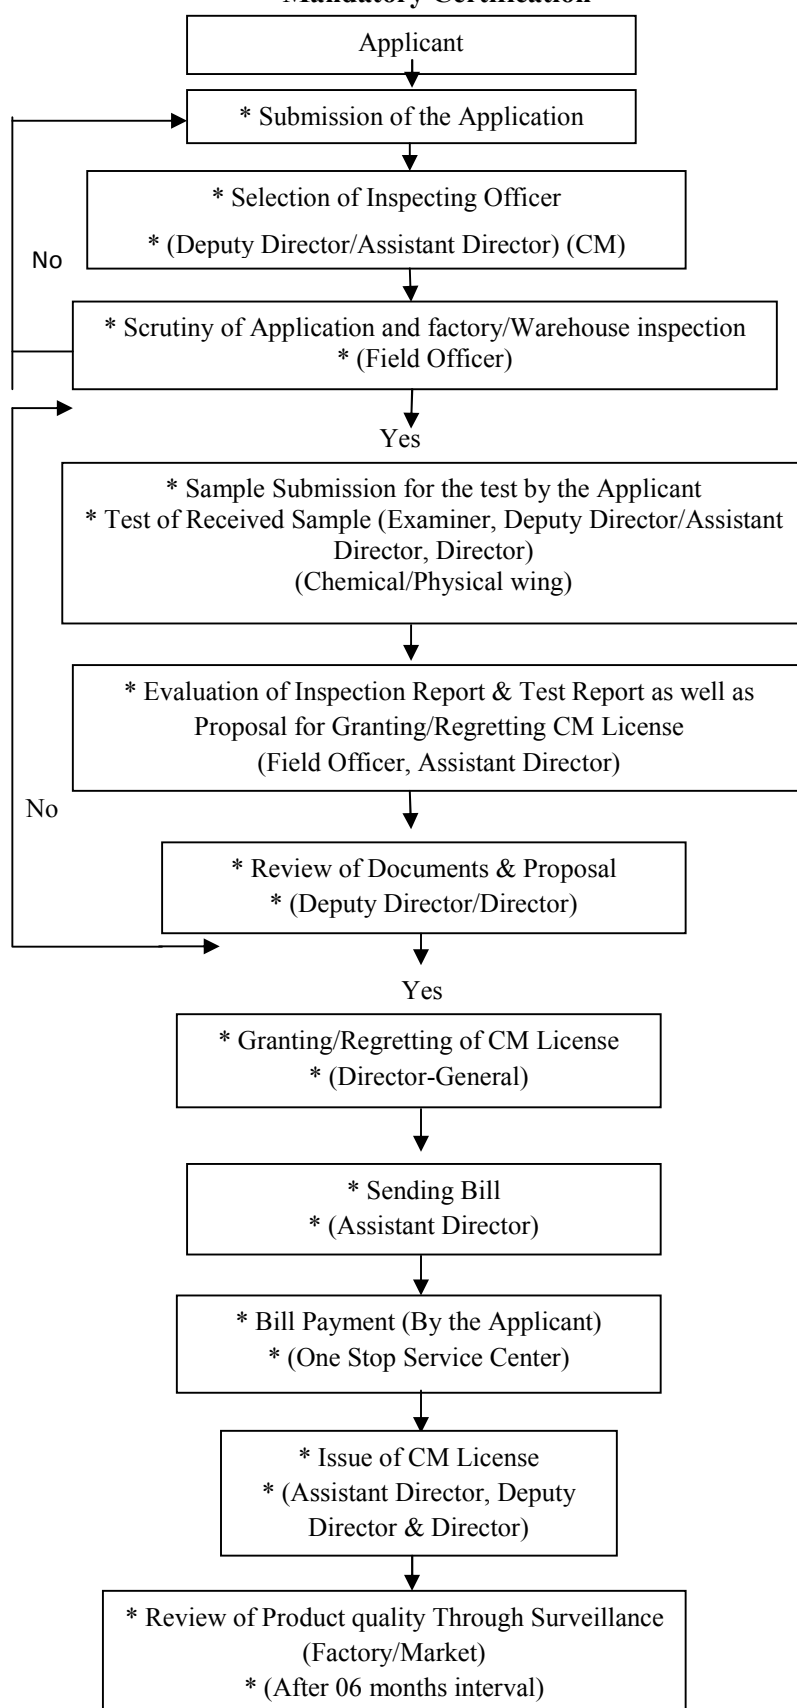 Mandatory Certification
Applicant
* Submission of the Application
* Selection of Inspecting Officer
* (Deputy Director/Assistant Director) (CM)
No
* Scrutiny of Application and factory/Warehouse inspection
* (Field Officer)
Yes
* Sample Submission for the test by the Applicant
* Test of Received Sample (Examiner, Deputy Director/Assistant
Director, Director)
(Chemical/Physical wing)
* Evaluation of Inspection Report & Test Report as well as
Proposal for Granting/Regretting CM License
(Field Officer, Assistant Director)
No
* Review of Documents & Proposal
* (Deputy Director/Director)
Yes
* Granting/Regretting of CM License
* (Director-General)
* Sending Bill
* (Assistant Director)
* Bill Payment (By the Applicant)
* (One Stop Service Center)
* Issue of CM License
* (Assistant Director, Deputy
Director & Director)
* Review of Product quality Through Surveillance
(Factory/Market)
* (After 06 months interval)